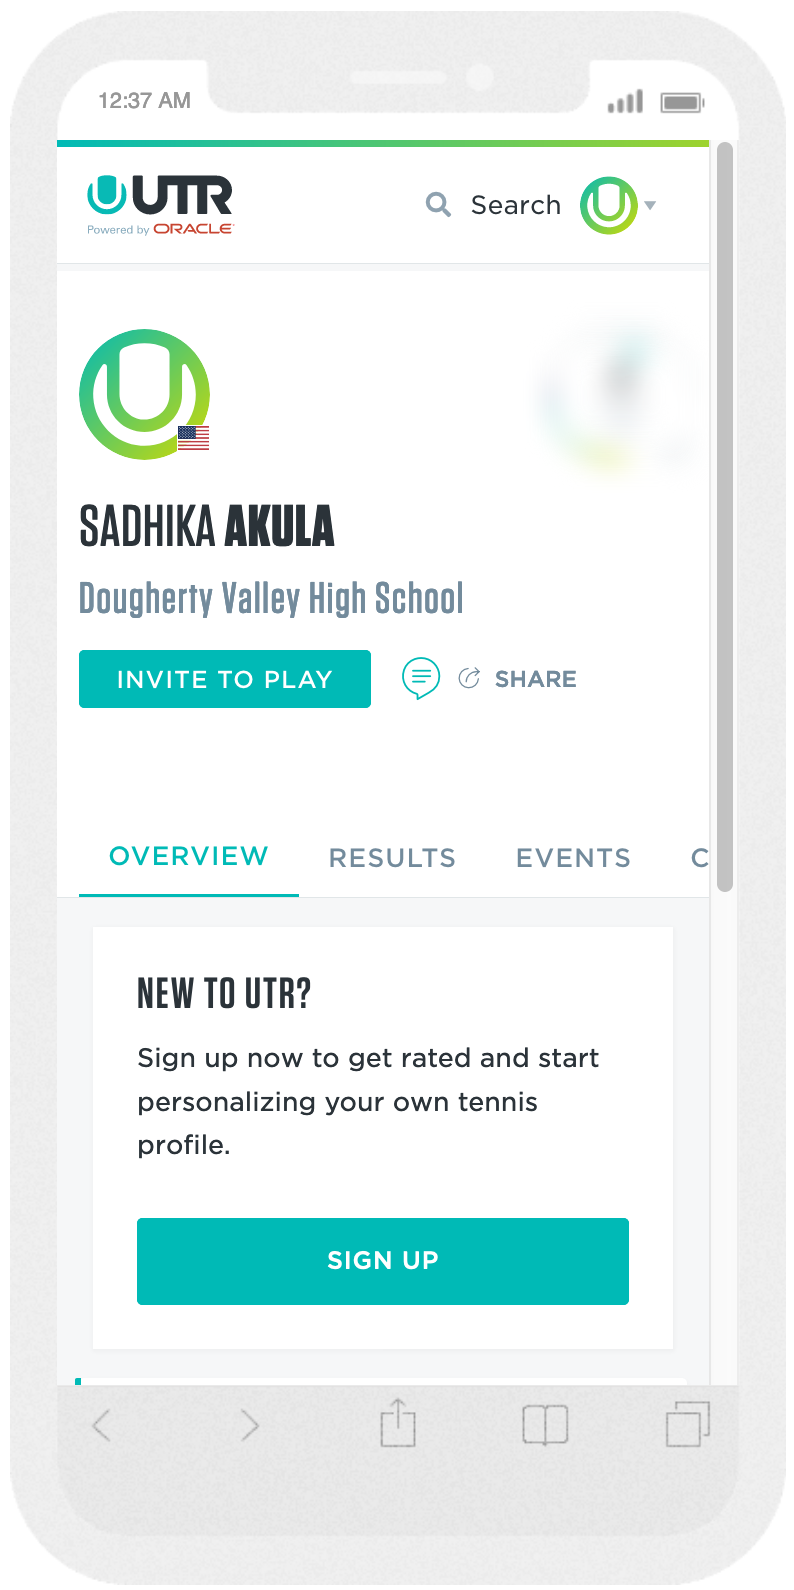 12:37 AM
UTR
Powered by ORACLE
Search
SADHIKA AKULA
Dougherty Valley High School
INVITE TO PLAY
SHARE
OVERVIEW RESULTS EVENTS C
NEW TO UTR?
Sign up now to get rated and start
personalizing your own tennis
profile.
SIGN UP